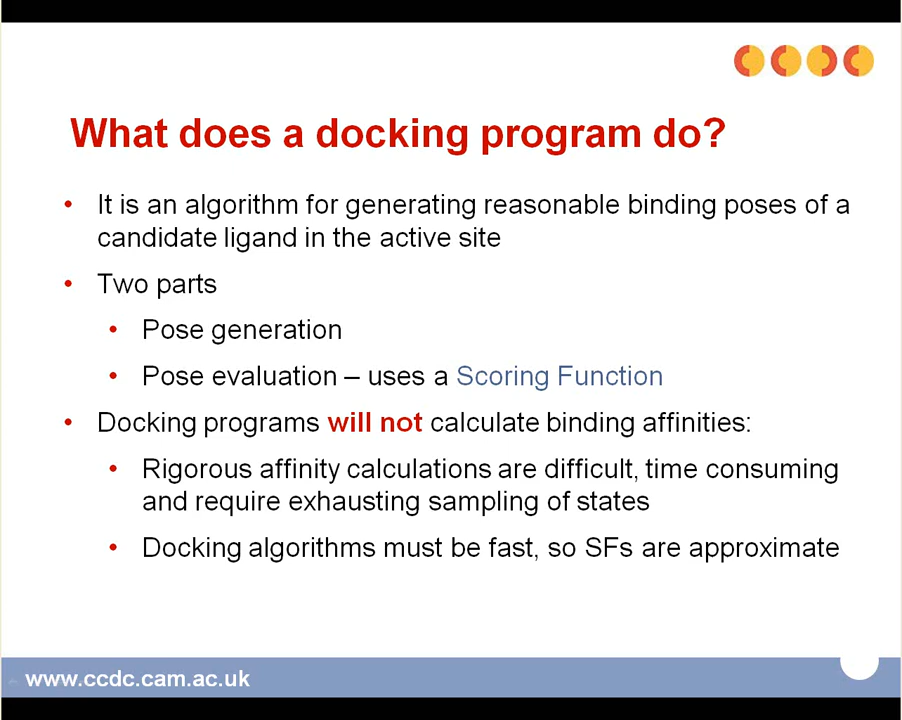 What does a docking program do?
• It is an algorithm for generating reasonable binding poses of a
candidate ligand in the active site
• Two parts
• Pose generation
• Pose evaluation – uses a Scoring Function
• Docking programs will not calculate binding affinities:
• Rigorous affinity calculations are difficult, time consuming
and require exhausting sampling of states
• Docking algorithms must be fast, so SFs are approximate
www.ccdc.cam.ac.uk